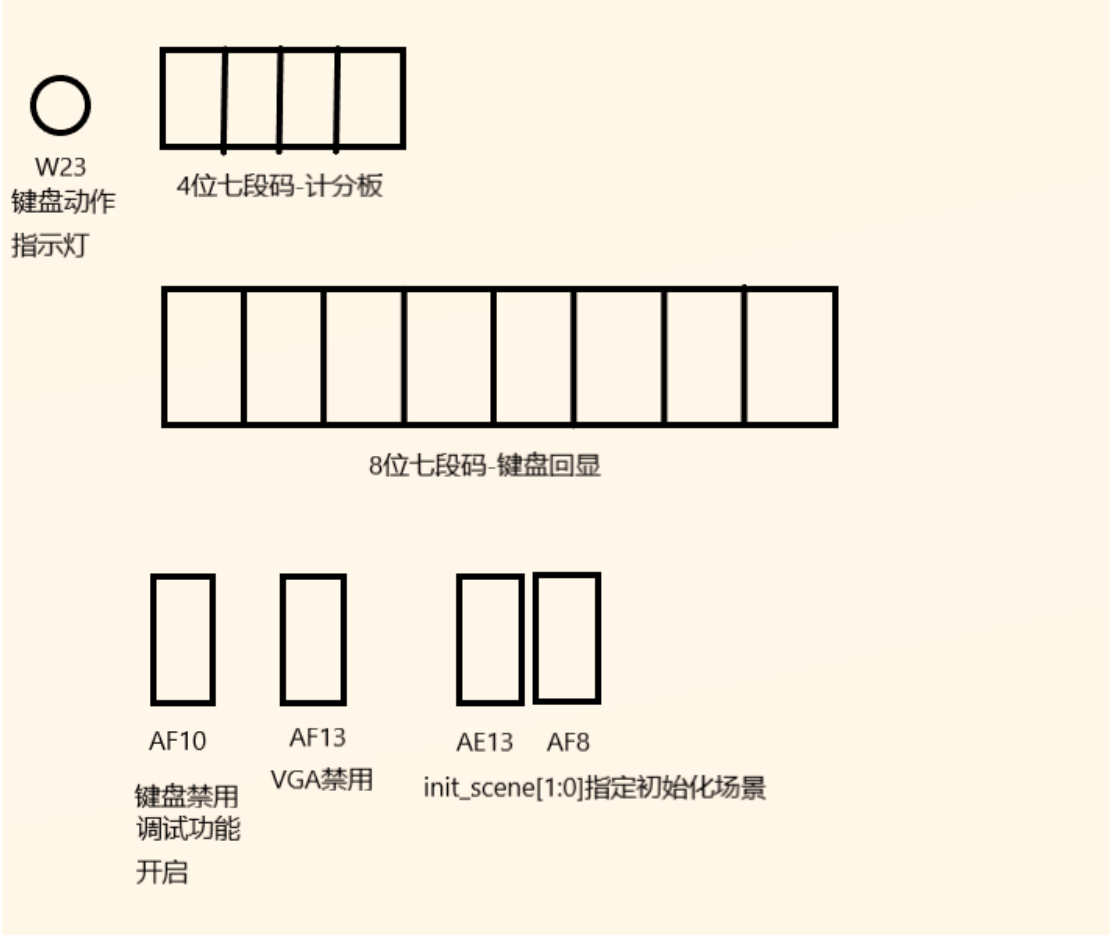 W23
键盘动作
指示灯
4位七段码-计分板
8位七段码-键盘回显
AF10
键盘禁用
调试功能
开启
AF13
VGA禁用
AE13 AF8
init_scene[1:0]指定初始化场景